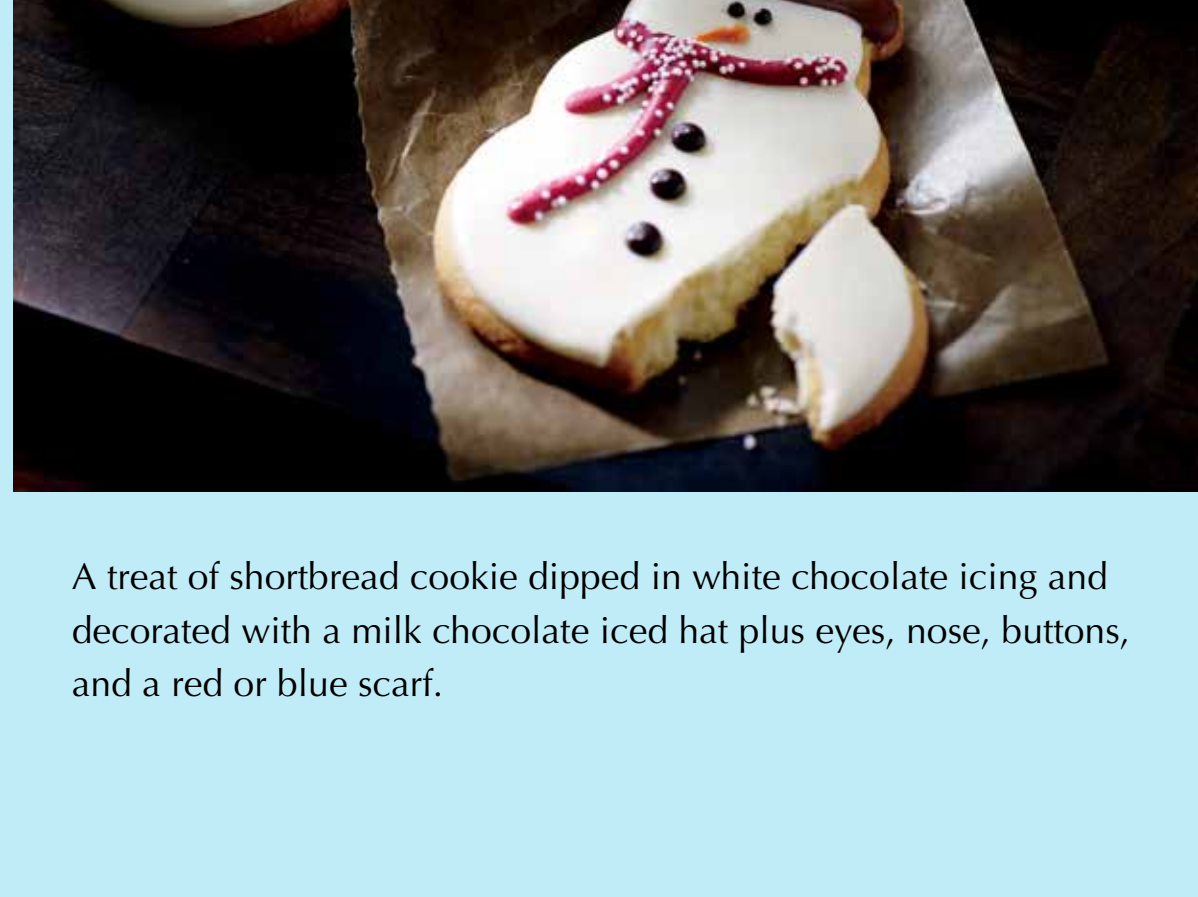 A treat of shortbread cookie dipped in white chocolate icing and
decorated with a milk chocolate iced hat plus eyes, nose, buttons,
and a red or blue scarf.